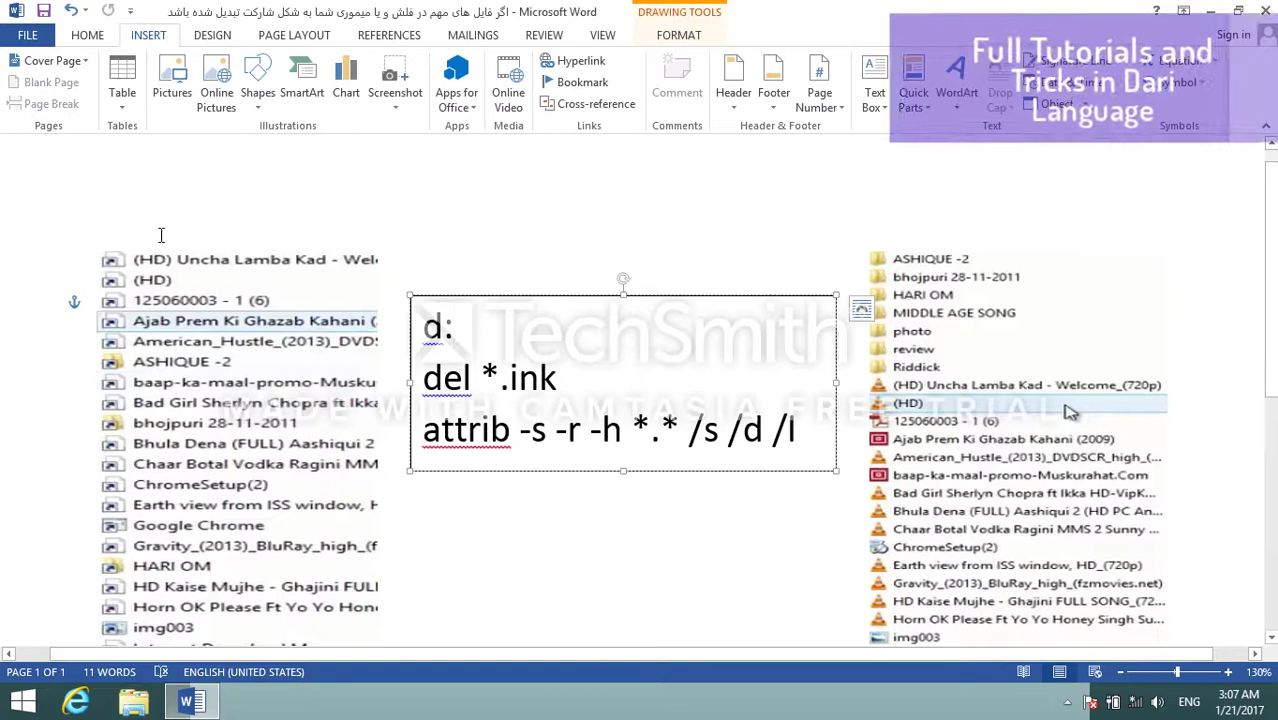 اگر فایل های مهم در فلش و یا میموری شما به شکل شارکت تبدیل شده باشد - Microsoft Word
DRAWING TOOLS
FILE
HOME
INSERT
DESIGN
PAGE LAYOUT
REFERENCES
MAILINGS
REVIEW
VIEW
FORMAT
Sign in
Full Tutorials and
Tricks in Dari
Language
Cover Page
Blank Page
Page Break
Pages
Table
Tables
Pictures
Online
Pictures
Shapes
SmartArt
Chart
Screenshot
Illustrations
Apps for
Office
Apps
Online
Video
Media
Hyperlink
Bookmark
Cross-reference
Links
Comment
Comments
Header
Footer
Page
Number
Header & Footer
Text
Box
Quick
Parts
WordArt
Drop
Cap
Signature Line
Object
Text
Equation
Symbol
Symbols
(HD) Uncha Lamba Kad - Wel
(HD)
125060003 - 1 (6)
Ajab Prem Ki Ghazab Kahani (
American_Hustle_(2013)_DVDS
ASHIQUE -2
baap-ka-maal-promo-Musku
Bad Girl Sherlyn Chopra ft Ikk
bhojpuri 28-11-2011
Bhula Dena (FULL) Aashiqui 2
Chaar Botal Vodka Ragini MM
ChromeSetup(2)
Earth view from ISS window,
Google Chrome
Gravity_(2013)_BluRay_high_(f
HARI OM
HD Kaise Mujhe - Ghajini FUL
Horn OK Please Ft Yo Yo Hon
img003
d:
del *.ink
attrib -s -r -h *.* /s /d /l
TechSmith
MADE WITH CAMTASIA FREE TRIAL
ASHIQUE -2
bhojpuri 28-11-2011
HARI OM
MIDDLE AGE SONG
photo
review
Riddick
(HD) Uncha Lamba Kad - Welcome_(720p)
(HD)
125060003 - 1 (6)
Ajab Prem Ki Ghazab Kahani (2009)
American_Hustle_(2013)_DVDSCR_high_(...
baap-ka-maal-promo-Muskurahat.Com
Bad Girl Sherlyn Chopra ft Ikka HD-VipK...
Bhula Dena (FULL) Aashiqui 2 (HD PC An...
Chaar Botal Vodka Ragini MMS 2 Sunny ...
ChromeSetup(2)
Earth view from ISS window, HD_(720p)
Gravity_(2013)_BluRay_high_(fzmovies.net)
HD Kaise Mujhe - Ghajini FULL SONG_(72...
Horn OK Please Ft Yo Yo Honey Singh Su...
img003
PAGE 1 OF 1
11 WORDS
ENGLISH (UNITED STATES)
130%
ENG
3:07 AM
1/21/2017